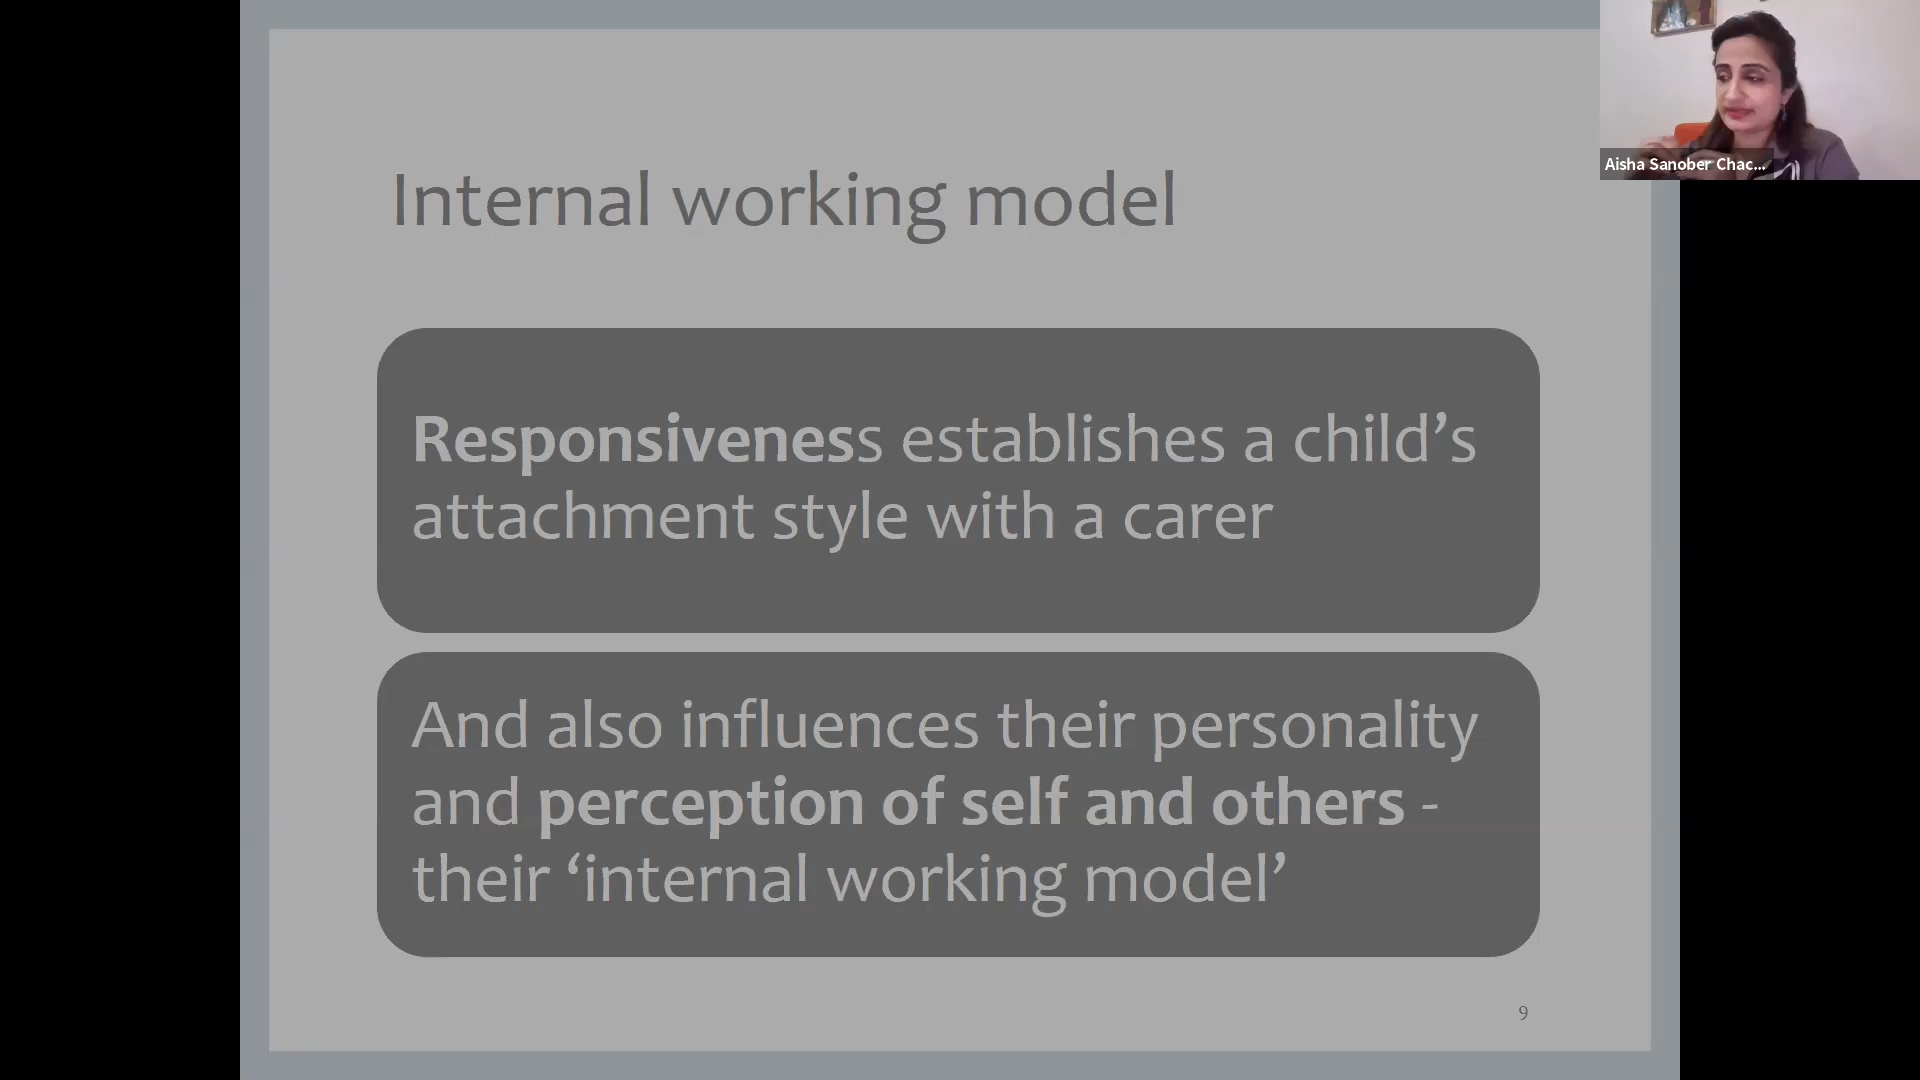 Aisha Sanober Chac...
Internal working model
Responsiveness establishes a child’s
attachment style with a carer
And also influences their personality
and perception of self and others -
their ‘internal working model’
9